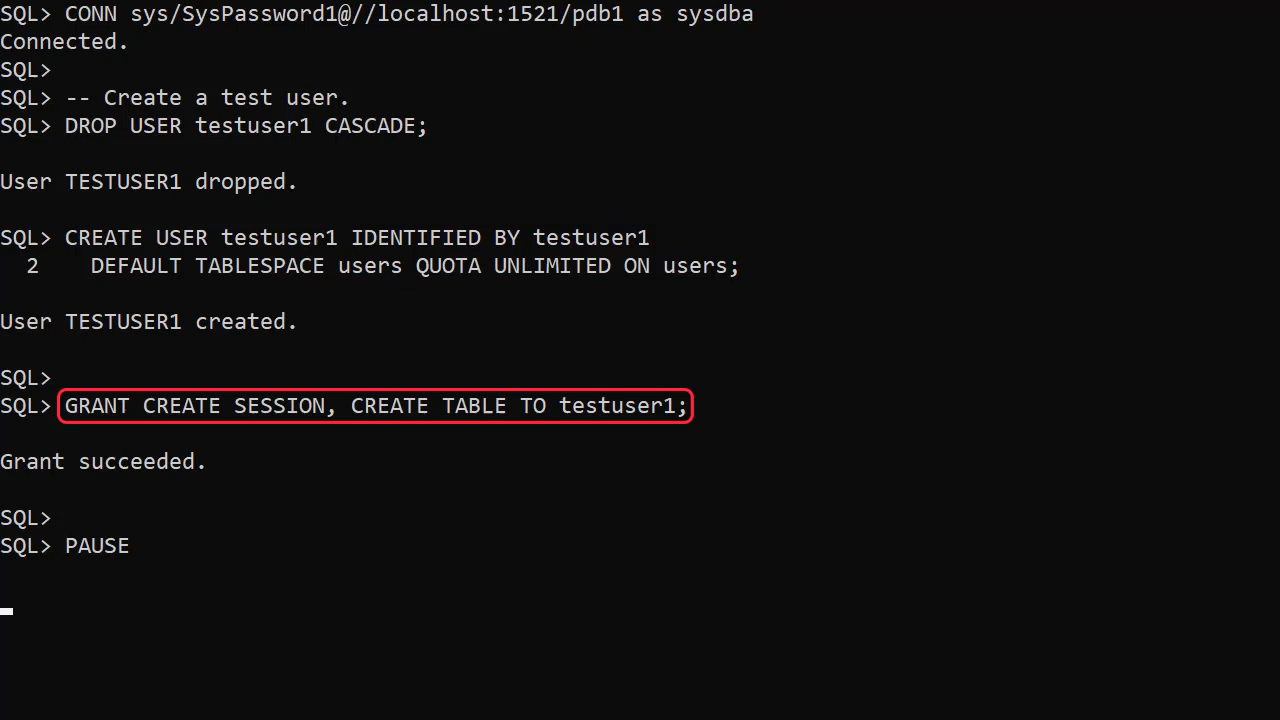 SQL> CONN sys/SysPassword1@//localhost:1521/pdb1 as sysdba
Connected.
SQL>
SQL> -- Create a test user.
SQL> DROP USER testuser1 CASCADE;
User TESTUSER1 dropped.
SQL> CREATE USER testuser1 IDENTIFIED BY testuser1
  2    DEFAULT TABLESPACE users QUOTA UNLIMITED ON users;
User TESTUSER1 created.
SQL>
SQL> GRANT CREATE SESSION, CREATE TABLE TO testuser1;
Grant succeeded.
SQL>
SQL> PAUSE